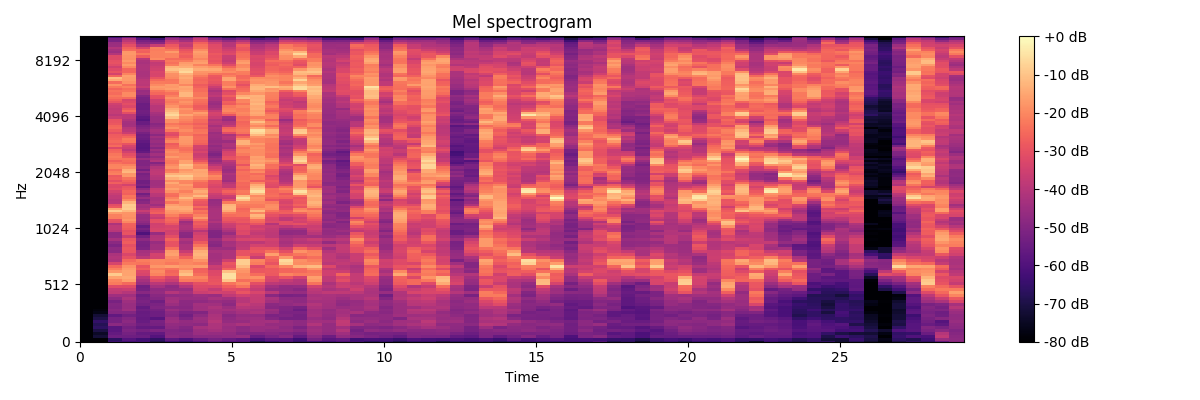 Mel spectrogram
+0 dB
8192
-10 dB
4096
-20 dB
-30 dB
Hz
2048
-40 dB
1024
-50 dB
-60 dB
512
-70 dB
0
-80 dB
0 5 10 15 20 25
Time